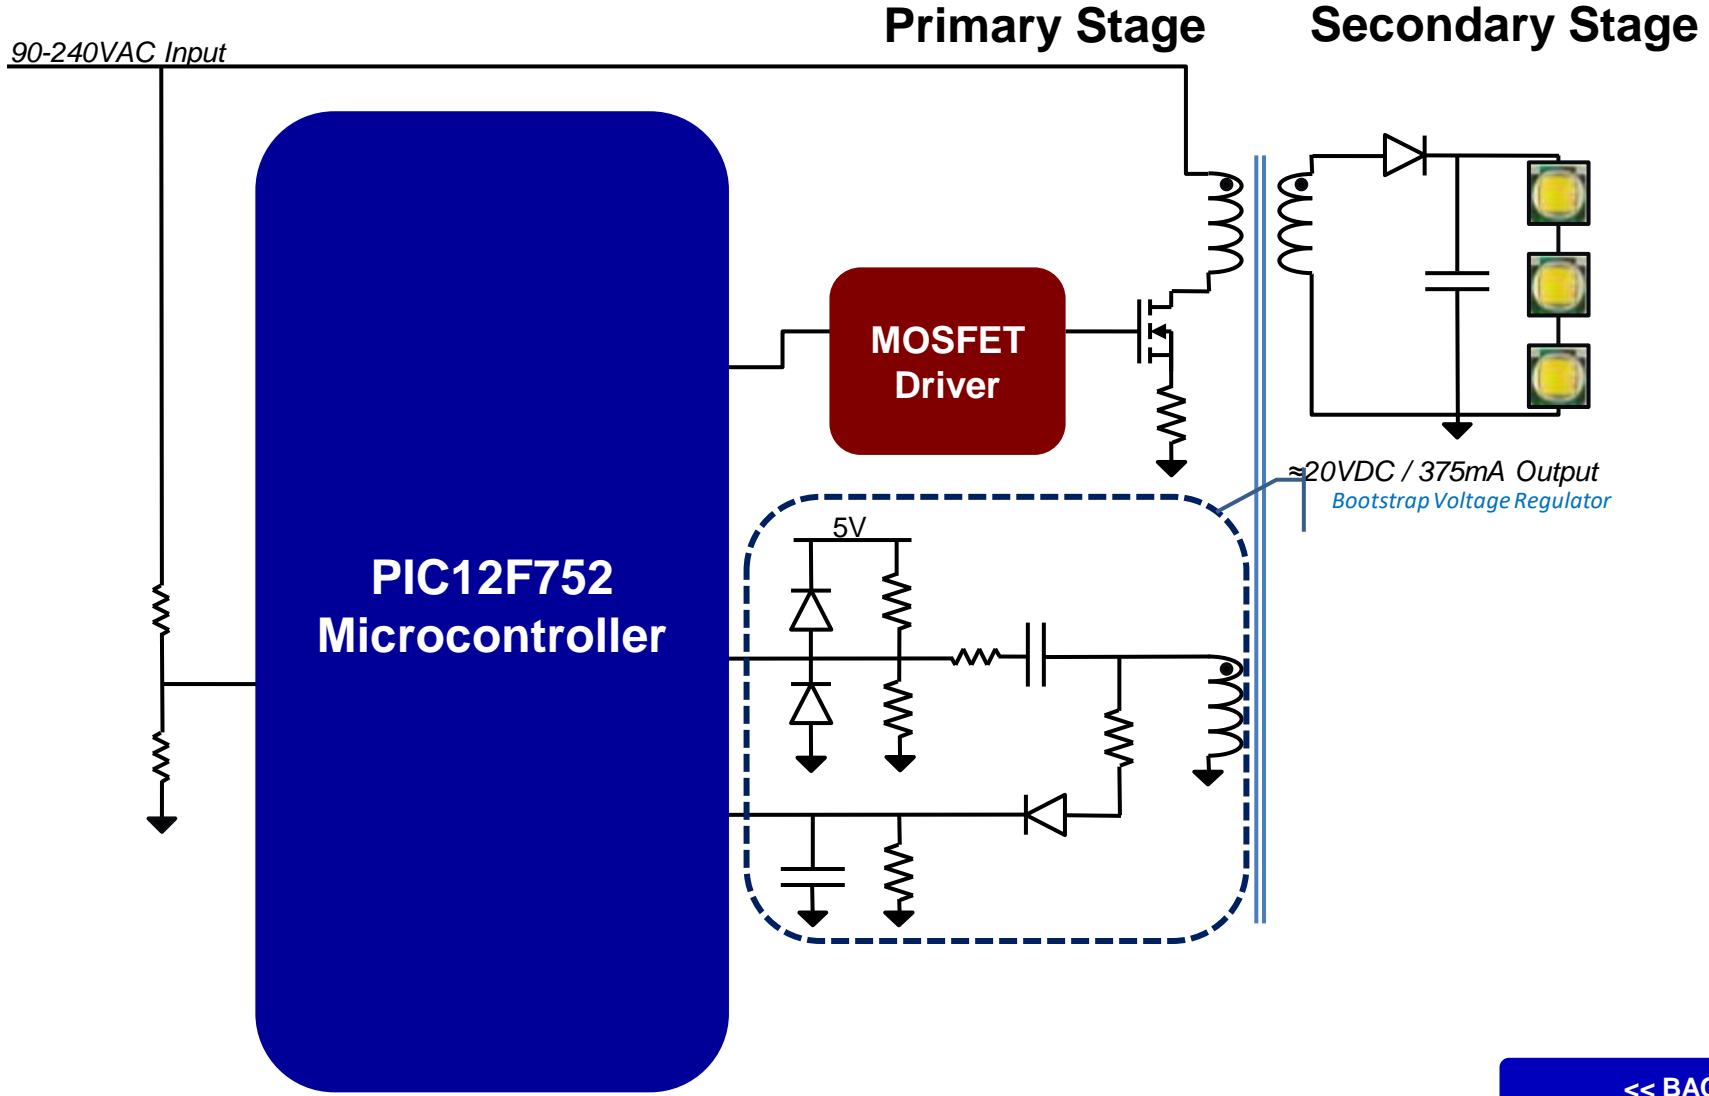 Primary Stage
Secondary Stage
90-240VAC Input
MOSFET
Driver
≈20VDC / 375mA Output
Bootstrap Voltage Regulator
5V
PIC12F752
Microcontroller
<<